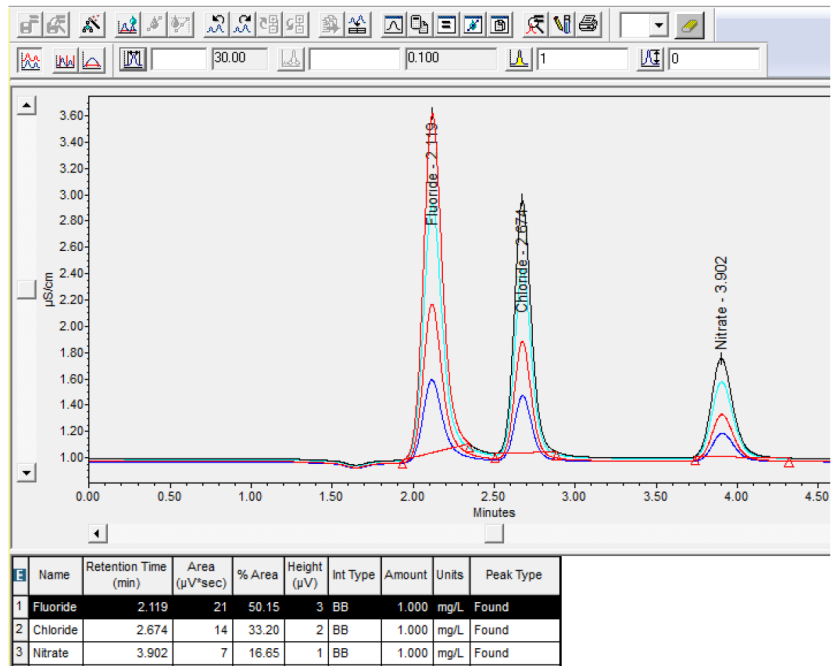 30.00 0.100 1 0
3.60
3.40
3.20
3.00
2.80
2.60
2.40
2.20
2.00
1.80
1.60
1.40
1.20
1.00
µS/cm
Fluoride - 2.119
Chloride - 2.674
Nitrate - 3.902
0.00 0.50 1.00 1.50 2.00 2.50 3.00 3.50 4.00 4.50
Minutes
E Name Retention Time (min) Area (µV*sec) % Area Height (µV) Int Type Amount Units Peak Type
1 Fluoride 2.119 21 50.15 3 BB 1.000 mg/L Found
2 Chloride 2.674 14 33.20 2 BB 1.000 mg/L Found
3 Nitrate 3.902 7 16.65 1 BB 1.000 mg/L Found